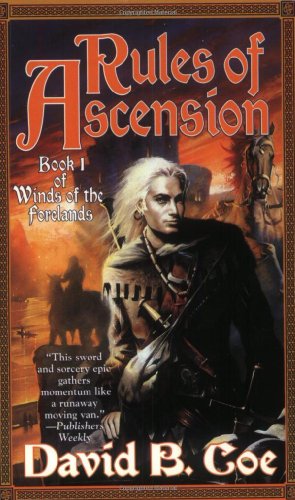 Rules of
Ascension
Book 1
of
Winds of the
Forelands
"This sword
and sorcery epic
gathers
momentum like
a runaway
moving van."
—Publishers
Weekly
David B. Coe